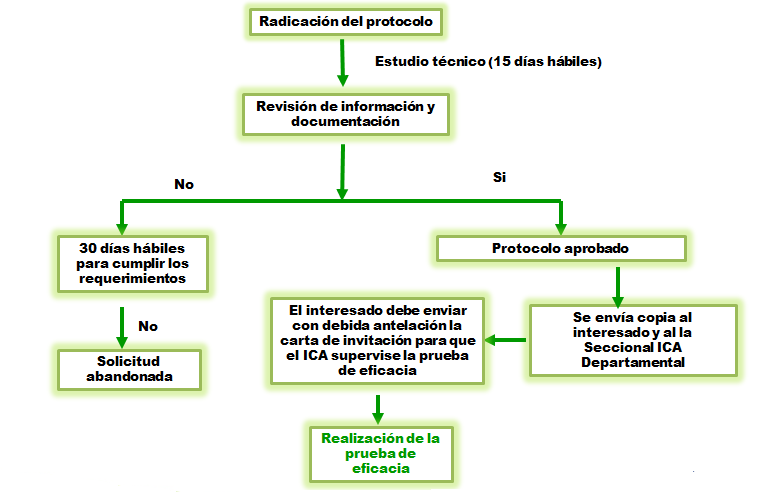 Radicación del protocolo
Estudio técnico (15 días hábiles)
Revisión de información y
documentación
No
Si
30 días hábiles
para cumplir los
requerimientos
Protocolo aprobado
No
Solicitud
abandonada
El interesado debe enviar
con debida antelación la
carta de invitación para que
el ICA supervise la prueba
de eficacia
Se envía copia al
interesado y al la
Seccional ICA
Departamental
Realización de la
prueba de
eficacia